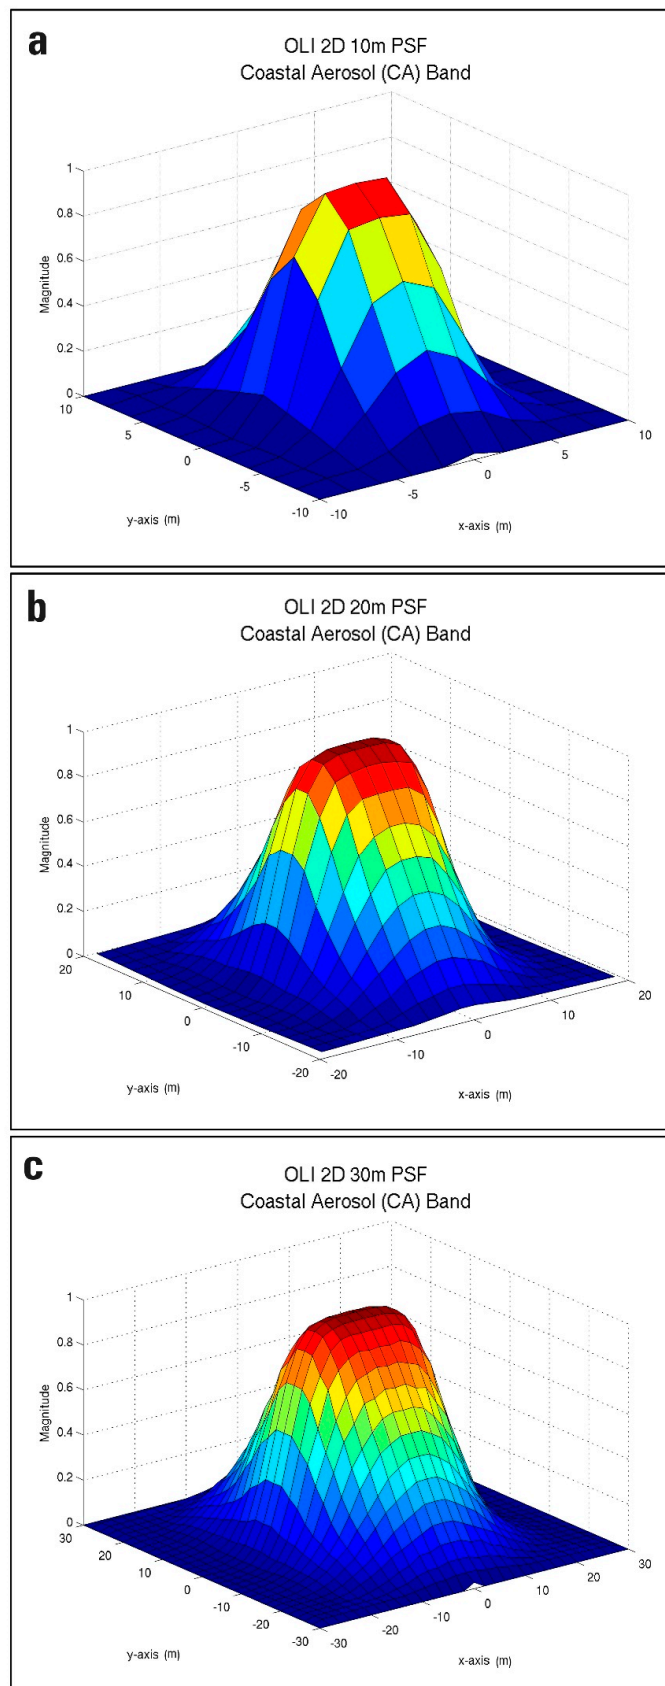 a
OLI 2D 10m PSF
Coastal Aerosol (CA) Band
1
0.8
0.6
0.4
0.2
0
Magnitude
10
5
0
-5
-10
y-axis (m)
-10
-5
0
5
10
x-axis (m)
b
OLI 2D 20m PSF
Coastal Aerosol (CA) Band
1
0.8
0.6
0.4
0.2
0
Magnitude
20
10
0
-10
-20
y-axis (m)
-20
-10
0
10
20
x-axis (m)
c
OLI 2D 30m PSF
Coastal Aerosol (CA) Band
1
0.8
0.6
0.4
0.2
0
Magnitude
30
20
10
0
-10
-20
-30
y-axis (m)
-30
-20
-10
0
10
20
30
x-axis (m)